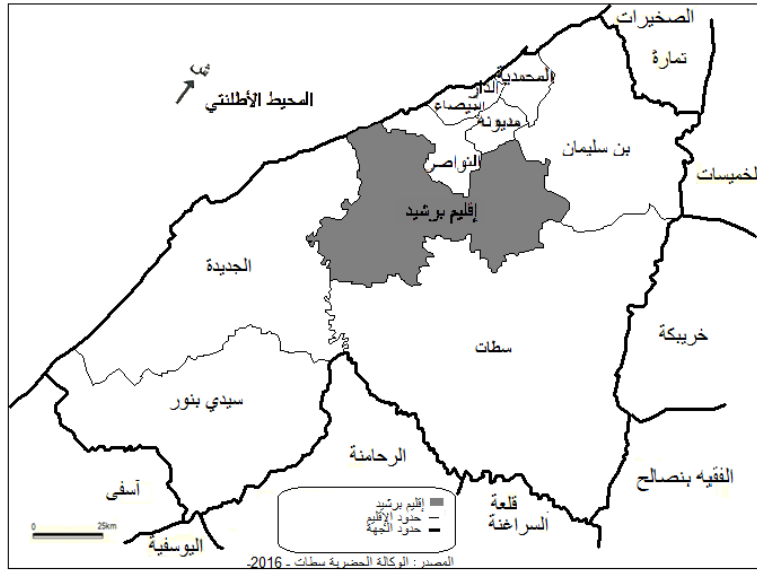 الصخيرات
تمارة
المحمدية
الدار
البيضاء
ش
المحيط الأطلنتي
مديونة
بن سليمان
النواصر
الخميسات
إقليم برشيد
الجديدة
سطات
خريبكة
سيدي بنور
الرحامنة
الفقيه بنصالح
آسفي
قلعة
السراغنة
اليوسفية
إقليم برشيد
حدود الإقليم
حدود الجهة
0 25km
المصدر: الوكالة الحضرية سطات - 2016-